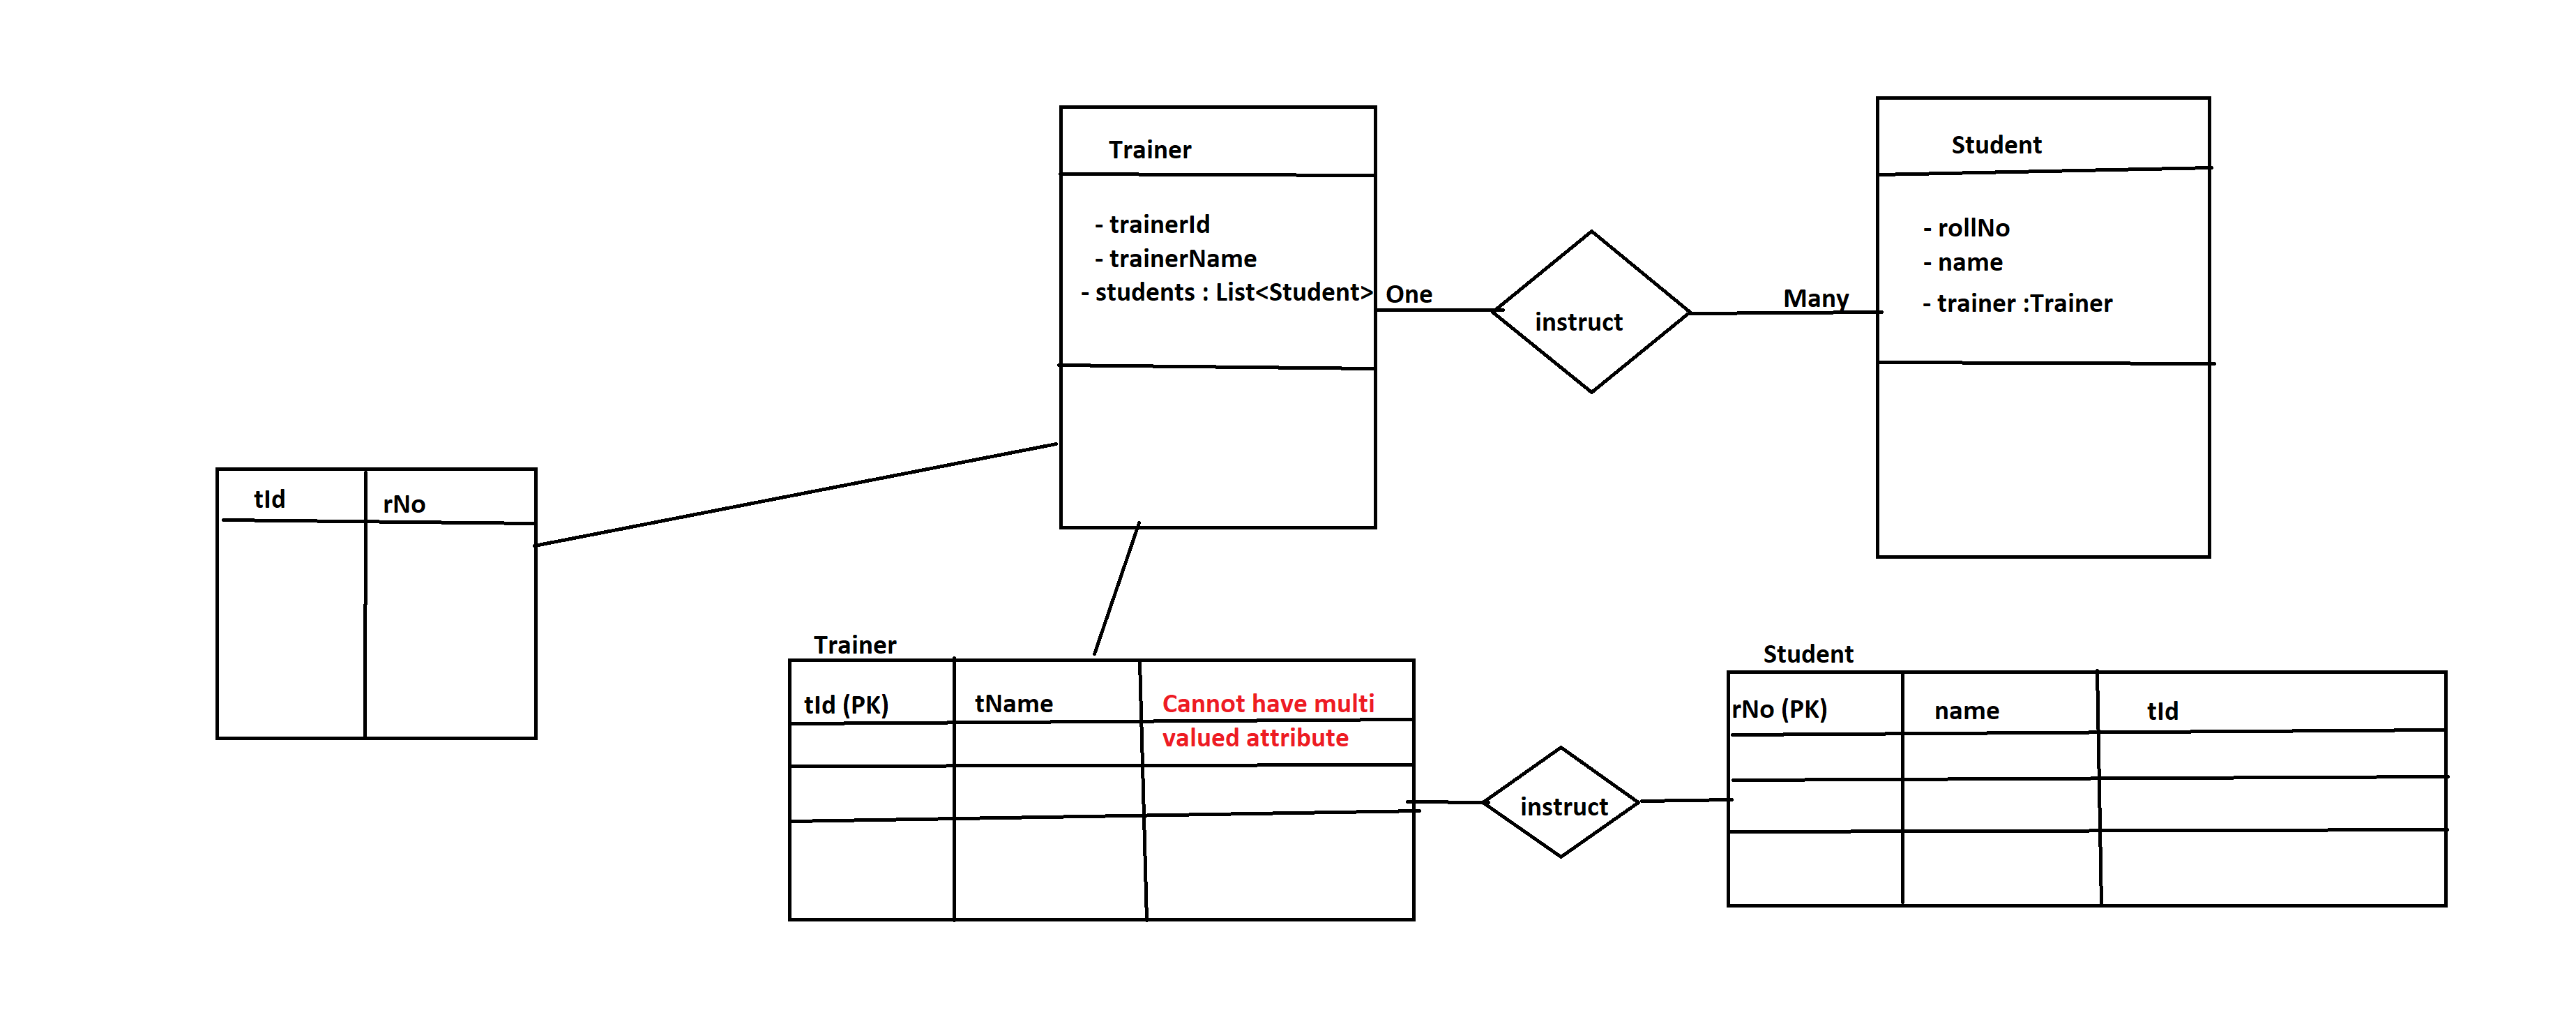 Trainer
- trainerId
- trainerName
- students : List<Student>
One
instruct
Many
Student
- rollNo
- name
- trainer :Trainer
tId
rNo
Trainer
tId (PK)
tName
Cannot have multi
valued attribute
instruct
Student
rNo (PK)
name
tId